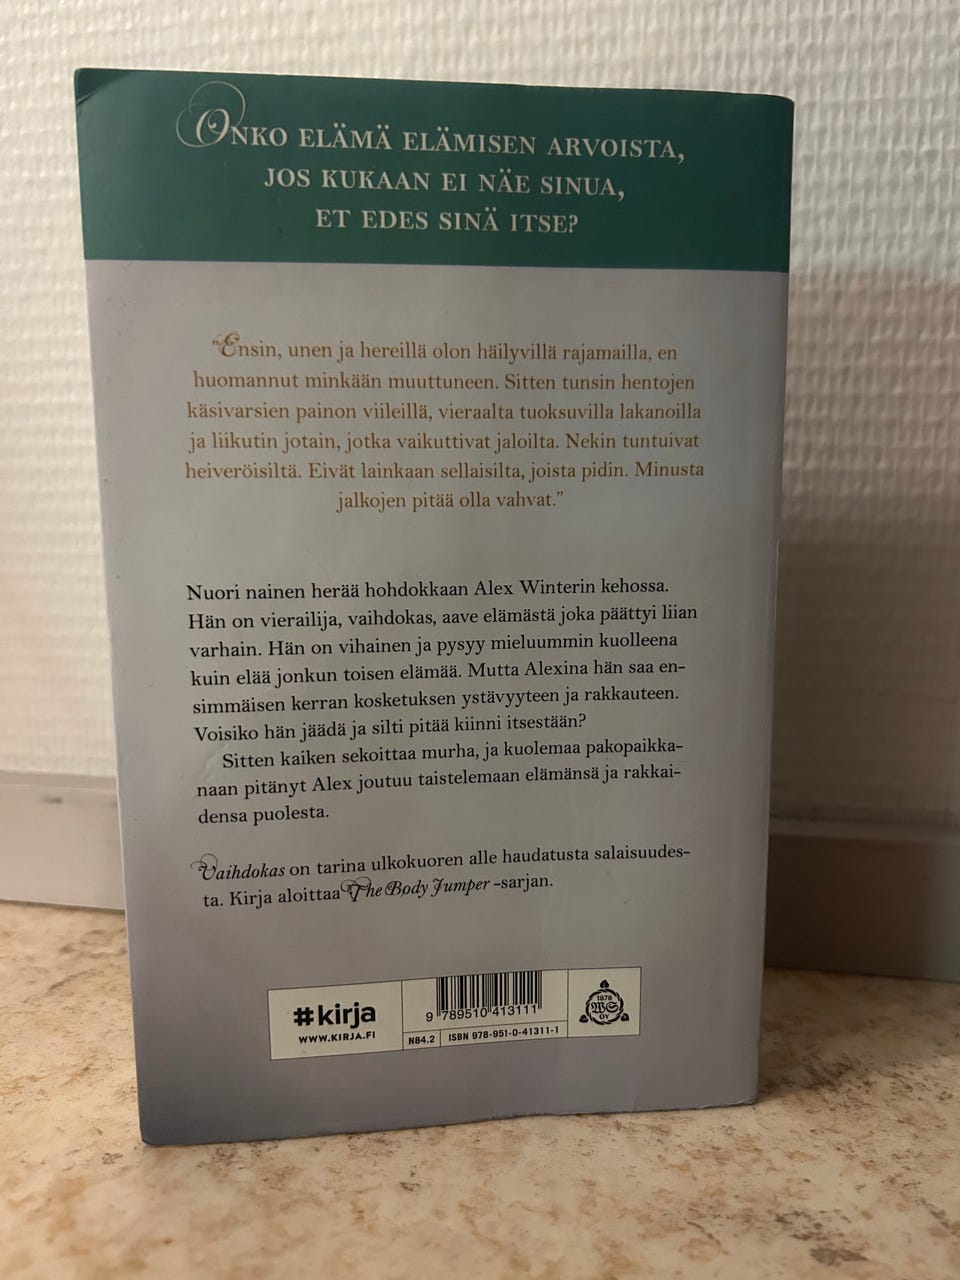 ONKO ELÄMÄ ELÄMISEN ARVOISTA,
JOS KUKAAN EI NÄE SINUA,
ET EDES SINÄ ITSE?
"Ensin, unen ja hereillä olon häilyvillä rajamailla, en
huomannut minkään muuttuneen. Sitten tunsin hentojen
käsivarsien painon viileillä, vieraalta tuoksuvilla lakanoilla
ja liikutin jotain, jotka vaikuttivat jaloilta. Nekin tuntuivat
heiveröisiltä. Eivät lainkaan sellaisilta, joista pidin. Minusta
jalkojen pitää olla vahvat."
Nuori nainen herää hohdokkaan Alex Winterin kehossa.
Hän on vierailija, vaihdokas, aave elämästä joka päättyi liian
varhain. Hän on vihainen ja pysyy mieluummin kuolleena
kuin elää jonkun toisen elämää. Mutta Alexina hän saa en-
simmäisen kerran kosketuksen ystävyyteen ja rakkauteen.
Voisiko hän jäädä ja silti pitää kiinni itsestään?
Sitten kaiken sekoittaa murha, ja kuolemaa pakopaikka-
naan pitänyt Alex joutuu taistelemaan elämänsä ja rakkai-
densa puolesta.
Vaihdokas on tarina ulkokuoren alle haudatusta salaisuudes-
ta. Kirja aloittaa The Body Jumper -sarjan.
#kirja
WWW.KIRJA.FI
9 789510 413111
N84.2 ISBN 978-951-0-41311-1
1878
WS
OY